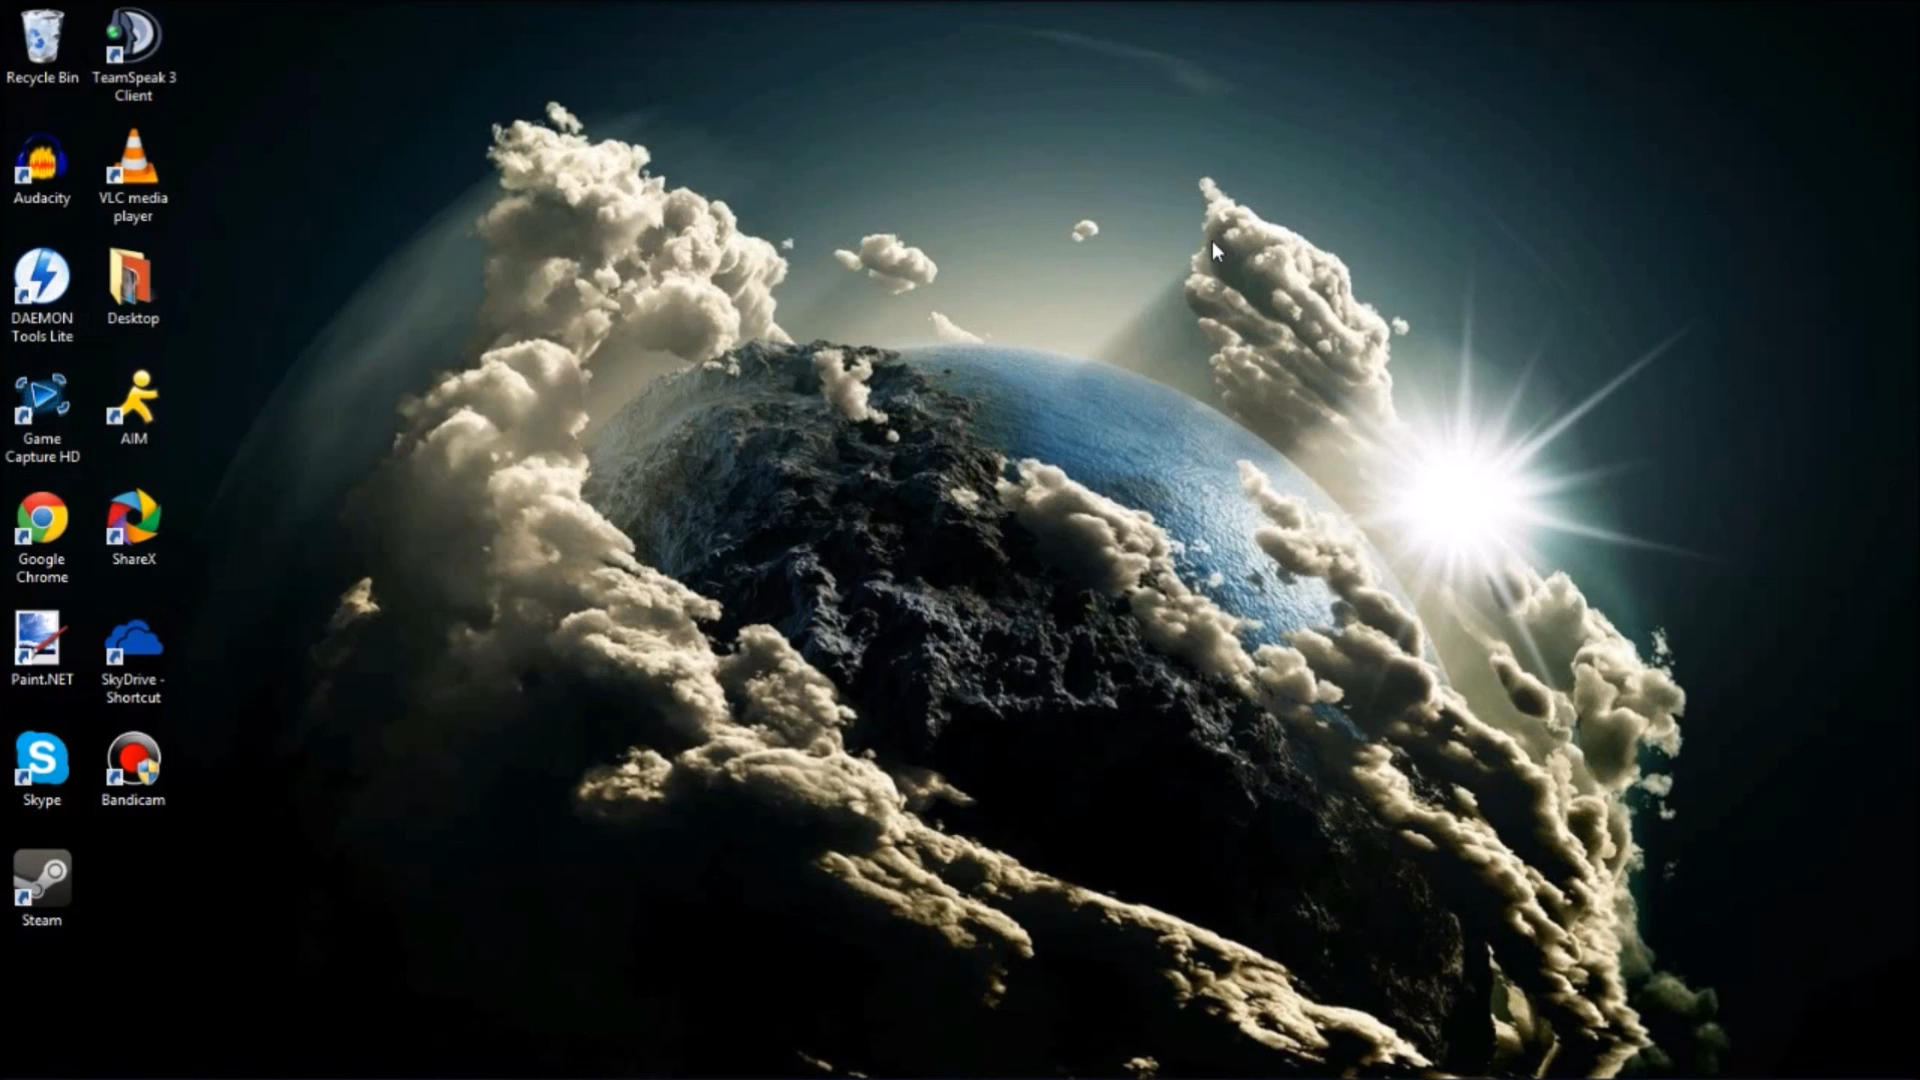 Recycle Bin
TeamSpeak 3
Client
Audacity
VLC media
player
DAEMON
Tools Lite
Desktop
Game
Capture HD
AIM
Google
Chrome
ShareX
Paint.NET
SkyDrive -
Shortcut
Skype
Bandicam
Steam